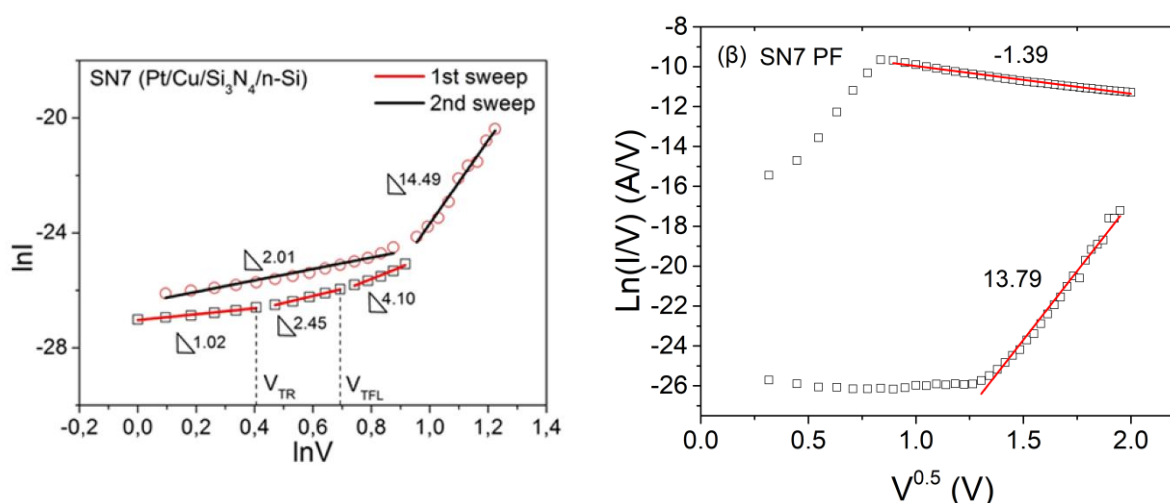 SN7 (Pt/Cu/Si₃N₄/n-Si)
1st sweep
2nd sweep
-20
-24
-28
lnI
14.49
2.01
4.10
2.45
1.02
V_TR
V_TFL
-0,2 0,0 0,2 0,4 0,6 0,8 1,0 1,2 1,4
lnV
(β) SN7 PF
-1.39
13.79
-8
-10
-12
-14
-16
-18
-20
-22
-24
-26
Ln(I/V) (A/V)
0.0 0.5 1.0 1.5 2.0
V^0.5 (V)